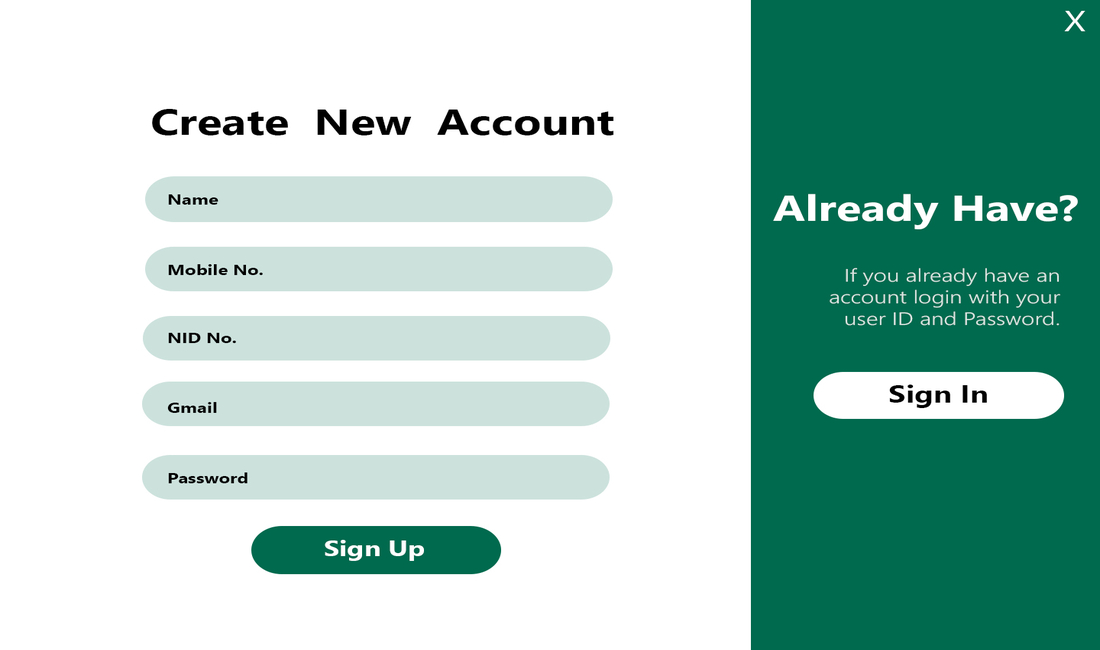 Create New Account
Name
Mobile No.
NID No.
Gmail
Password
Sign Up
X
Already Have?
If you already have an
account login with your
user ID and Password.
Sign In